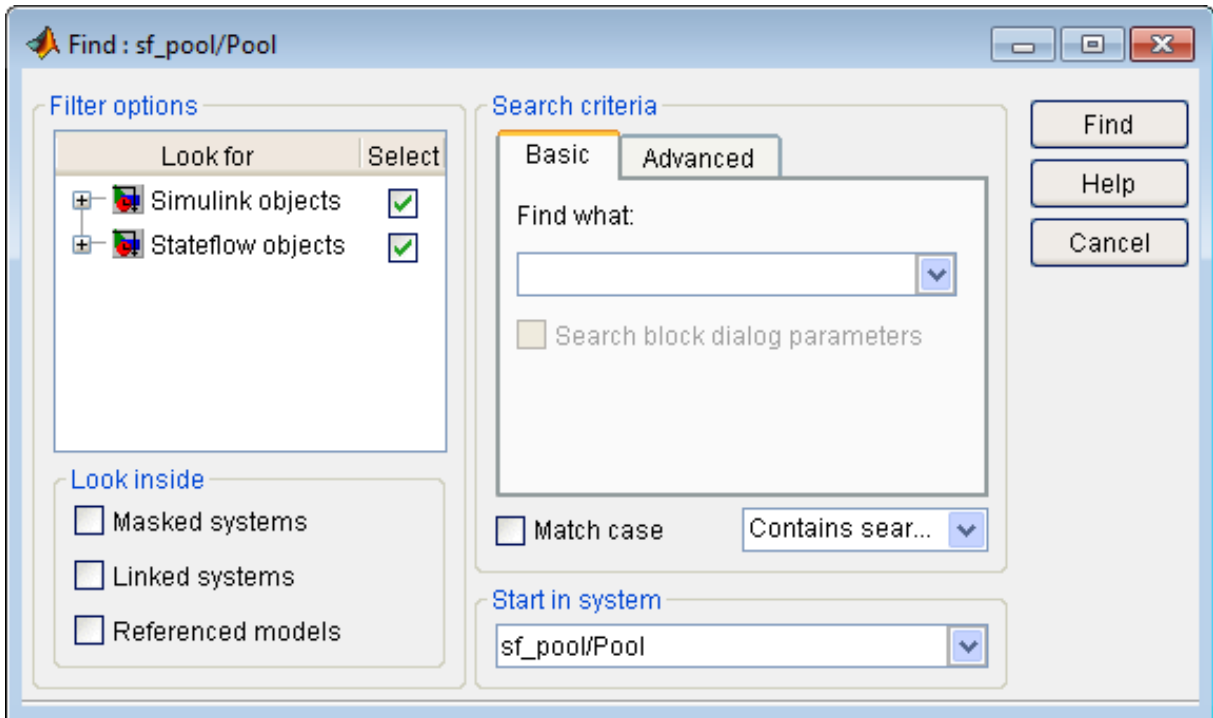 Find : sf_pool/Pool
Filter options
Look for Select
Simulink objects
Stateflow objects
Look inside
Masked systems
Linked systems
Referenced models
Search criteria
Basic Advanced
Find what:
Search block dialog parameters
Match case Contains sear...
Start in system
sf_pool/Pool
Find
Help
Cancel